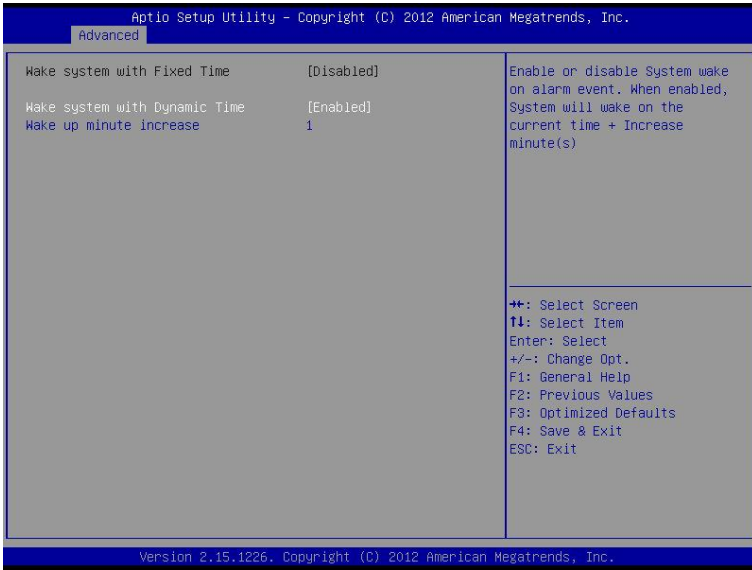 Aptio Setup Utility – Copyright (C) 2012 American Megatrends, Inc.
Advanced
Wake system with Fixed Time [Disabled]
Wake system with Dynamic Time [Enabled]
Wake up minute increase 1
Enable or disable System wake
on alarm event. When enabled,
System will wake on the
current time + Increase
minute(s)
→←: Select Screen
↑↓: Select Item
Enter: Select
+/-: Change Opt.
F1: General Help
F2: Previous Values
F3: Optimized Defaults
F4: Save & Exit
ESC: Exit
Version 2.15.1226. Copyright (C) 2012 American Megatrends, Inc.